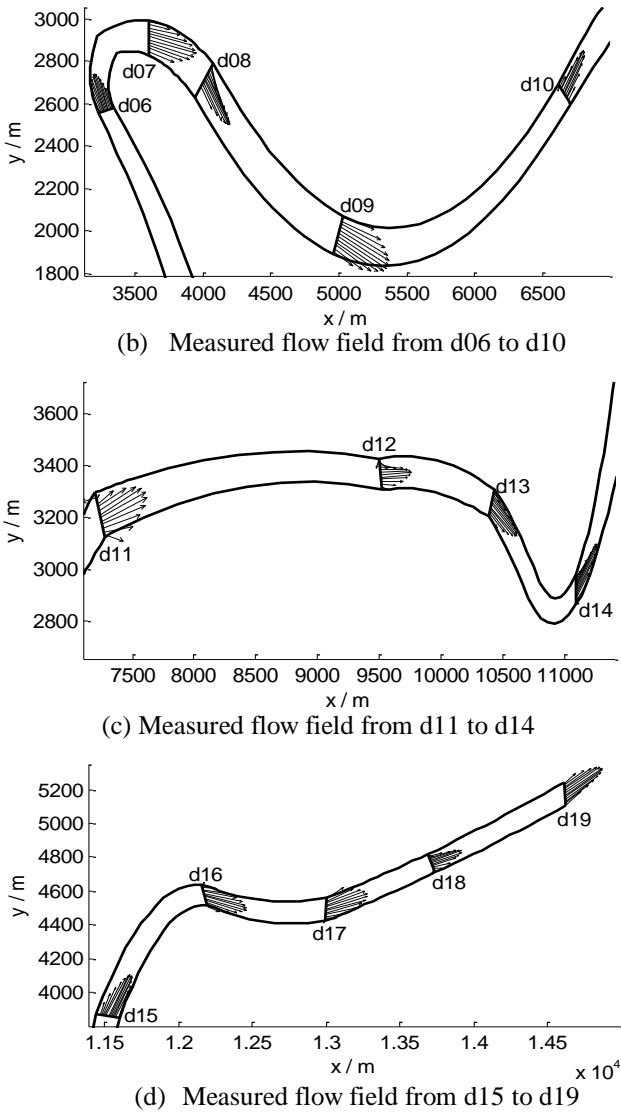 3000
2800
2600
2400
2200
2000
1800
y / m
d07
d08
d06
d10
d09
3500 4000 4500 5000 5500 6000 6500
x / m
(b) Measured flow field from d06 to d10
3600
3400
3200
3000
2800
y / m
d12
d13
d11
d14
7500 8000 8500 9000 9500 10000 10500 11000
x / m
(c) Measured flow field from d11 to d14
5200
5000
4800
4600
4400
4200
4000
y / m
d19
d16
d18
d17
d15
1.15 1.2 1.25 1.3 1.35 1.4 1.45
x / m
x 10⁴
(d) Measured flow field from d15 to d19